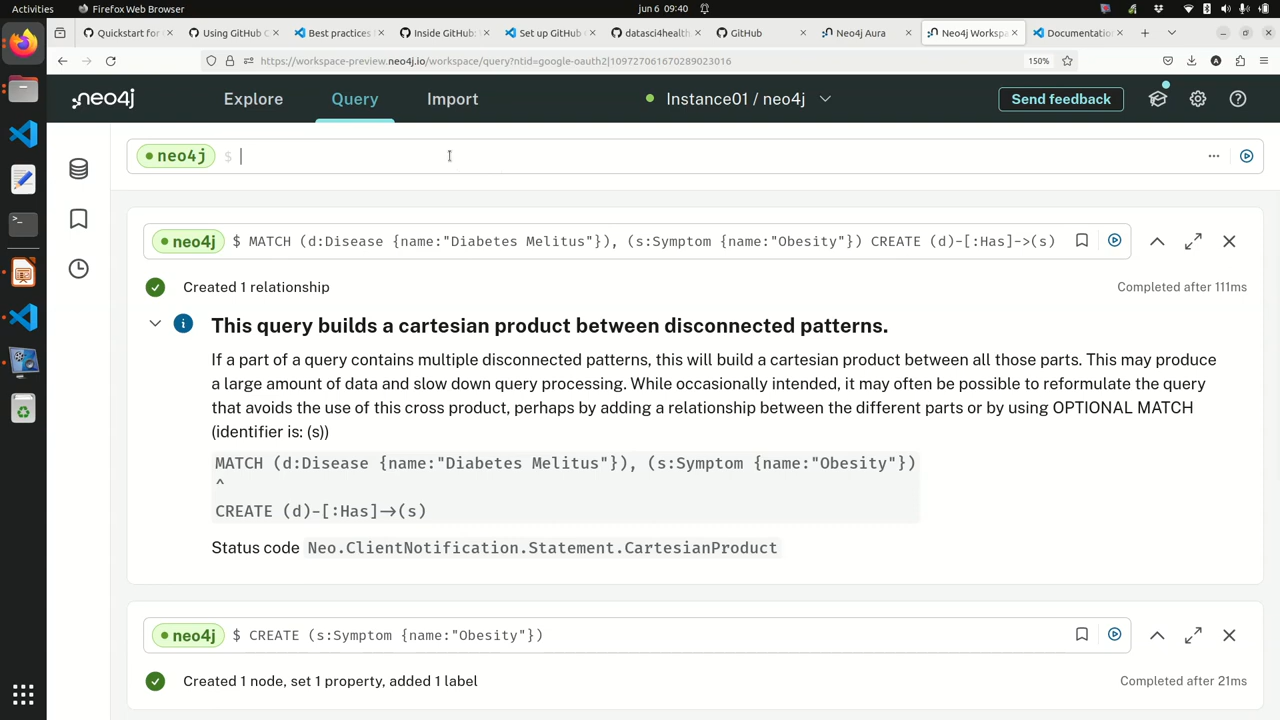 Activities
Firefox Web Browser
jun 6 09:40
Quickstart for
Using GitHub C
Best practices
Inside GitHub:
Set up GitHub
datasci4health
GitHub
Neo4j Aura
Neo4j Workspa
Documentation
https://workspace-preview.neo4j.io/workspace/query?ntid=google-oauth2|109727061670289023016
150%
neo4j
Explore
Query
Import
Instance01 / neo4j
Send feedback
neo4j $
neo4j $ MATCH (d:Disease {name:"Diabetes Melitus"}), (s:Symptom {name:"Obesity"}) CREATE (d)-[:Has]->(s)
Created 1 relationship
Completed after 111ms
This query builds a cartesian product between disconnected patterns.
If a part of a query contains multiple disconnected patterns, this will build a cartesian product between all those parts. This may produce
a large amount of data and slow down query processing. While occasionally intended, it may often be possible to reformulate the query
that avoids the use of this cross product, perhaps by adding a relationship between the different parts or by using OPTIONAL MATCH
(identifier is: (s))
MATCH (d:Disease {name:"Diabetes Melitus"}), (s:Symptom {name:"Obesity"})
^
CREATE (d)-[:Has]->(s)
Status code Neo.ClientNotification.Statement.CartesianProduct
neo4j $ CREATE (s:Symptom {name:"Obesity"})
Created 1 node, set 1 property, added 1 label
Completed after 21ms